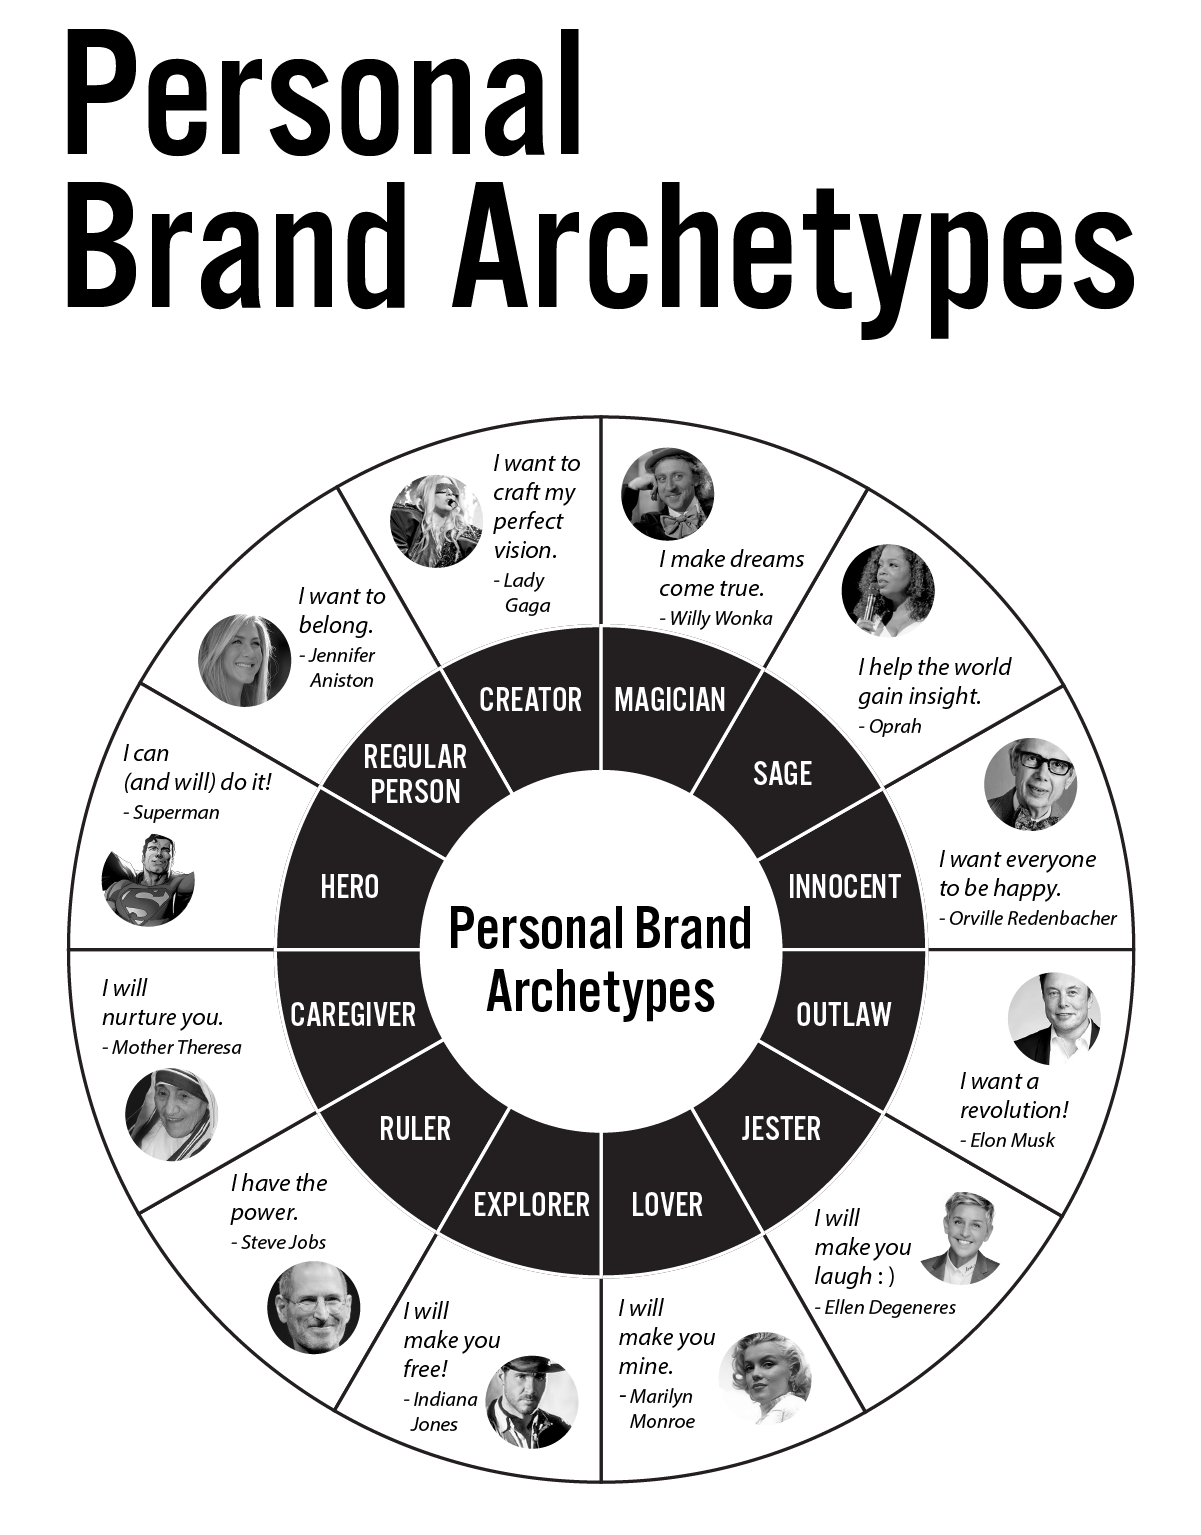 Personal
Brand Archetypes
I want to
craft my
perfect
vision.
- Lady
Gaga
I make dreams
come true.
- Willy Wonka
I help the world
gain insight.
- Oprah
I want everyone
to be happy.
- Orville Redenbacher
I want a
revolution!
- Elon Musk
I will
make you
laugh : )
- Ellen Degeneres
I will
make you
mine.
- Marilyn
Monroe
I will
make you
free!
- Indiana
Jones
I have the
power.
- Steve Jobs
I will
nurture you.
- Mother Theresa
I can
(and will) do it!
- Superman
I want to
belong.
- Jennifer
Aniston
CREATOR
MAGICIAN
SAGE
INNOCENT
OUTLAW
JESTER
LOVER
EXPLORER
RULER
CAREGIVER
HERO
REGULAR
PERSON
Personal Brand
Archetypes